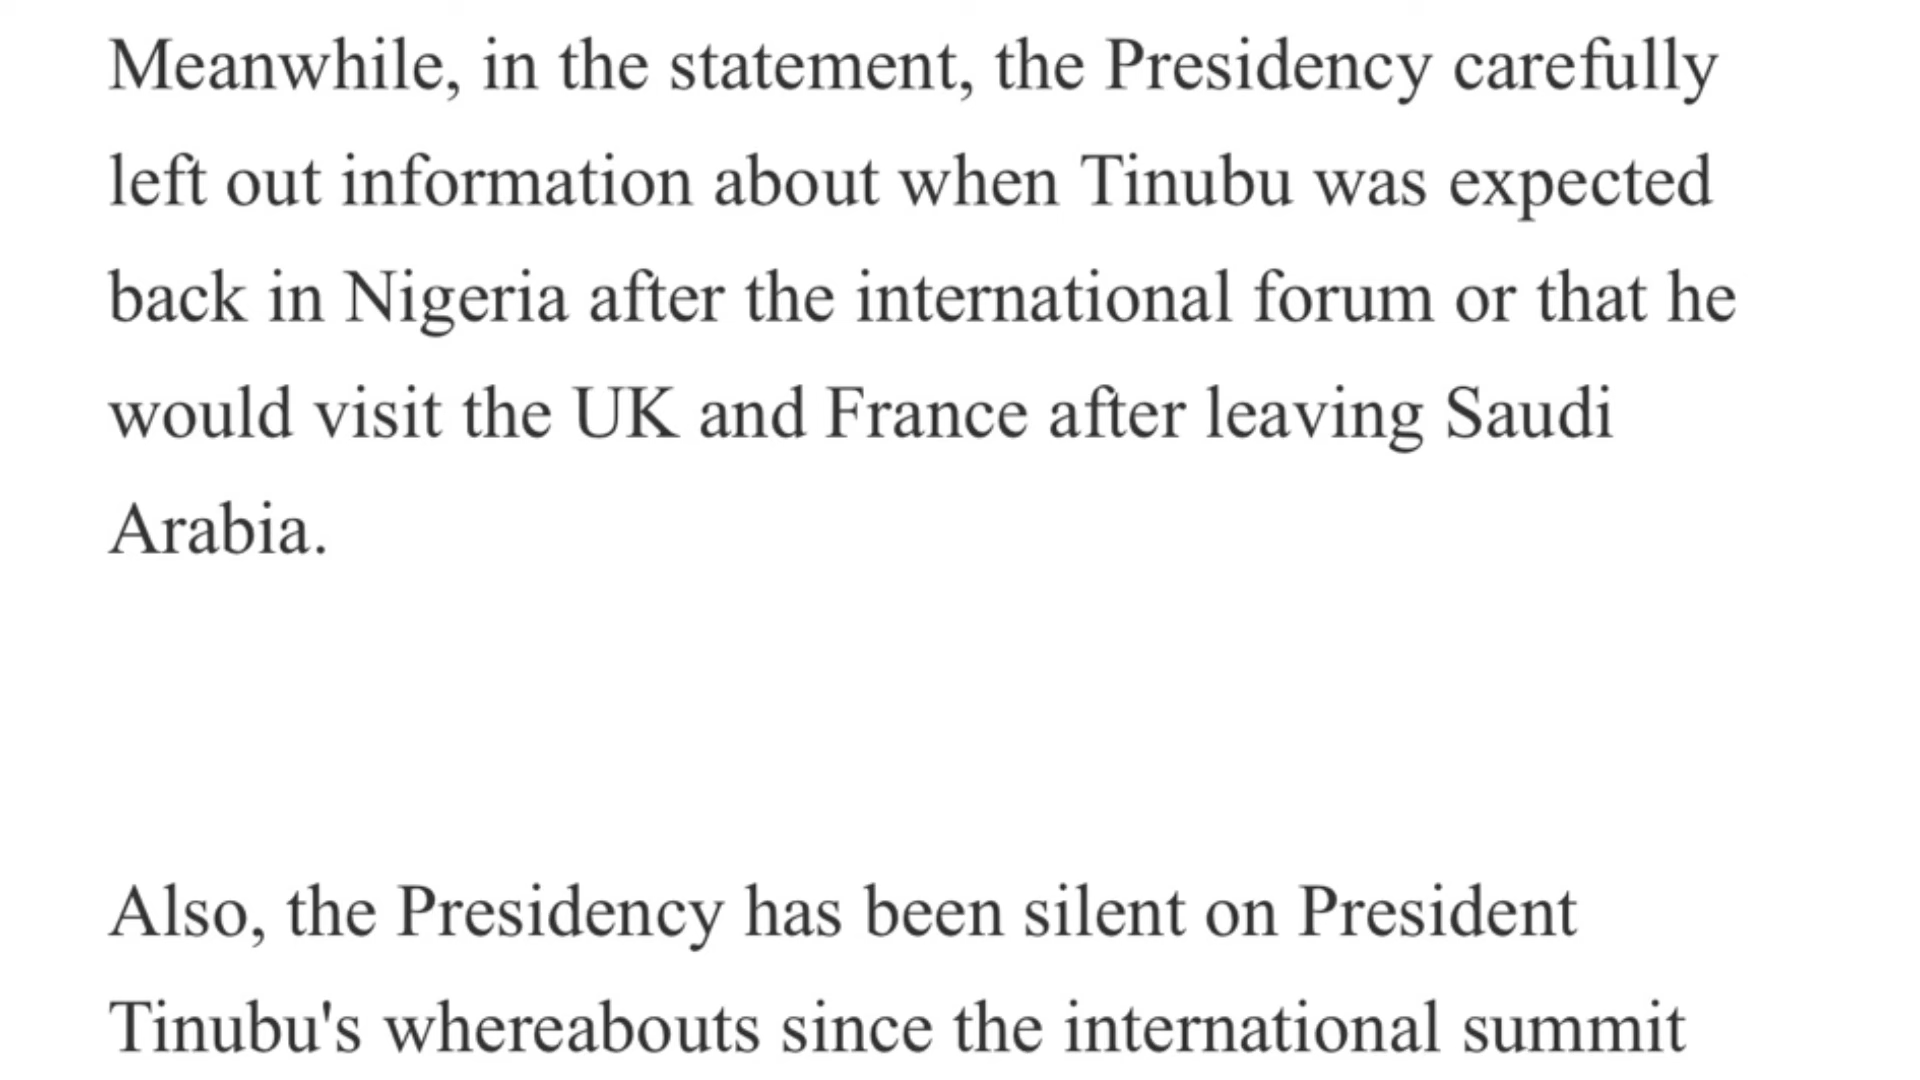 Meanwhile, in the statement, the Presidency carefully
left out information about when Tinubu was expected
back in Nigeria after the international forum or that he
would visit the UK and France after leaving Saudi
Arabia.
Also, the Presidency has been silent on President
Tinubu's whereabouts since the international summit